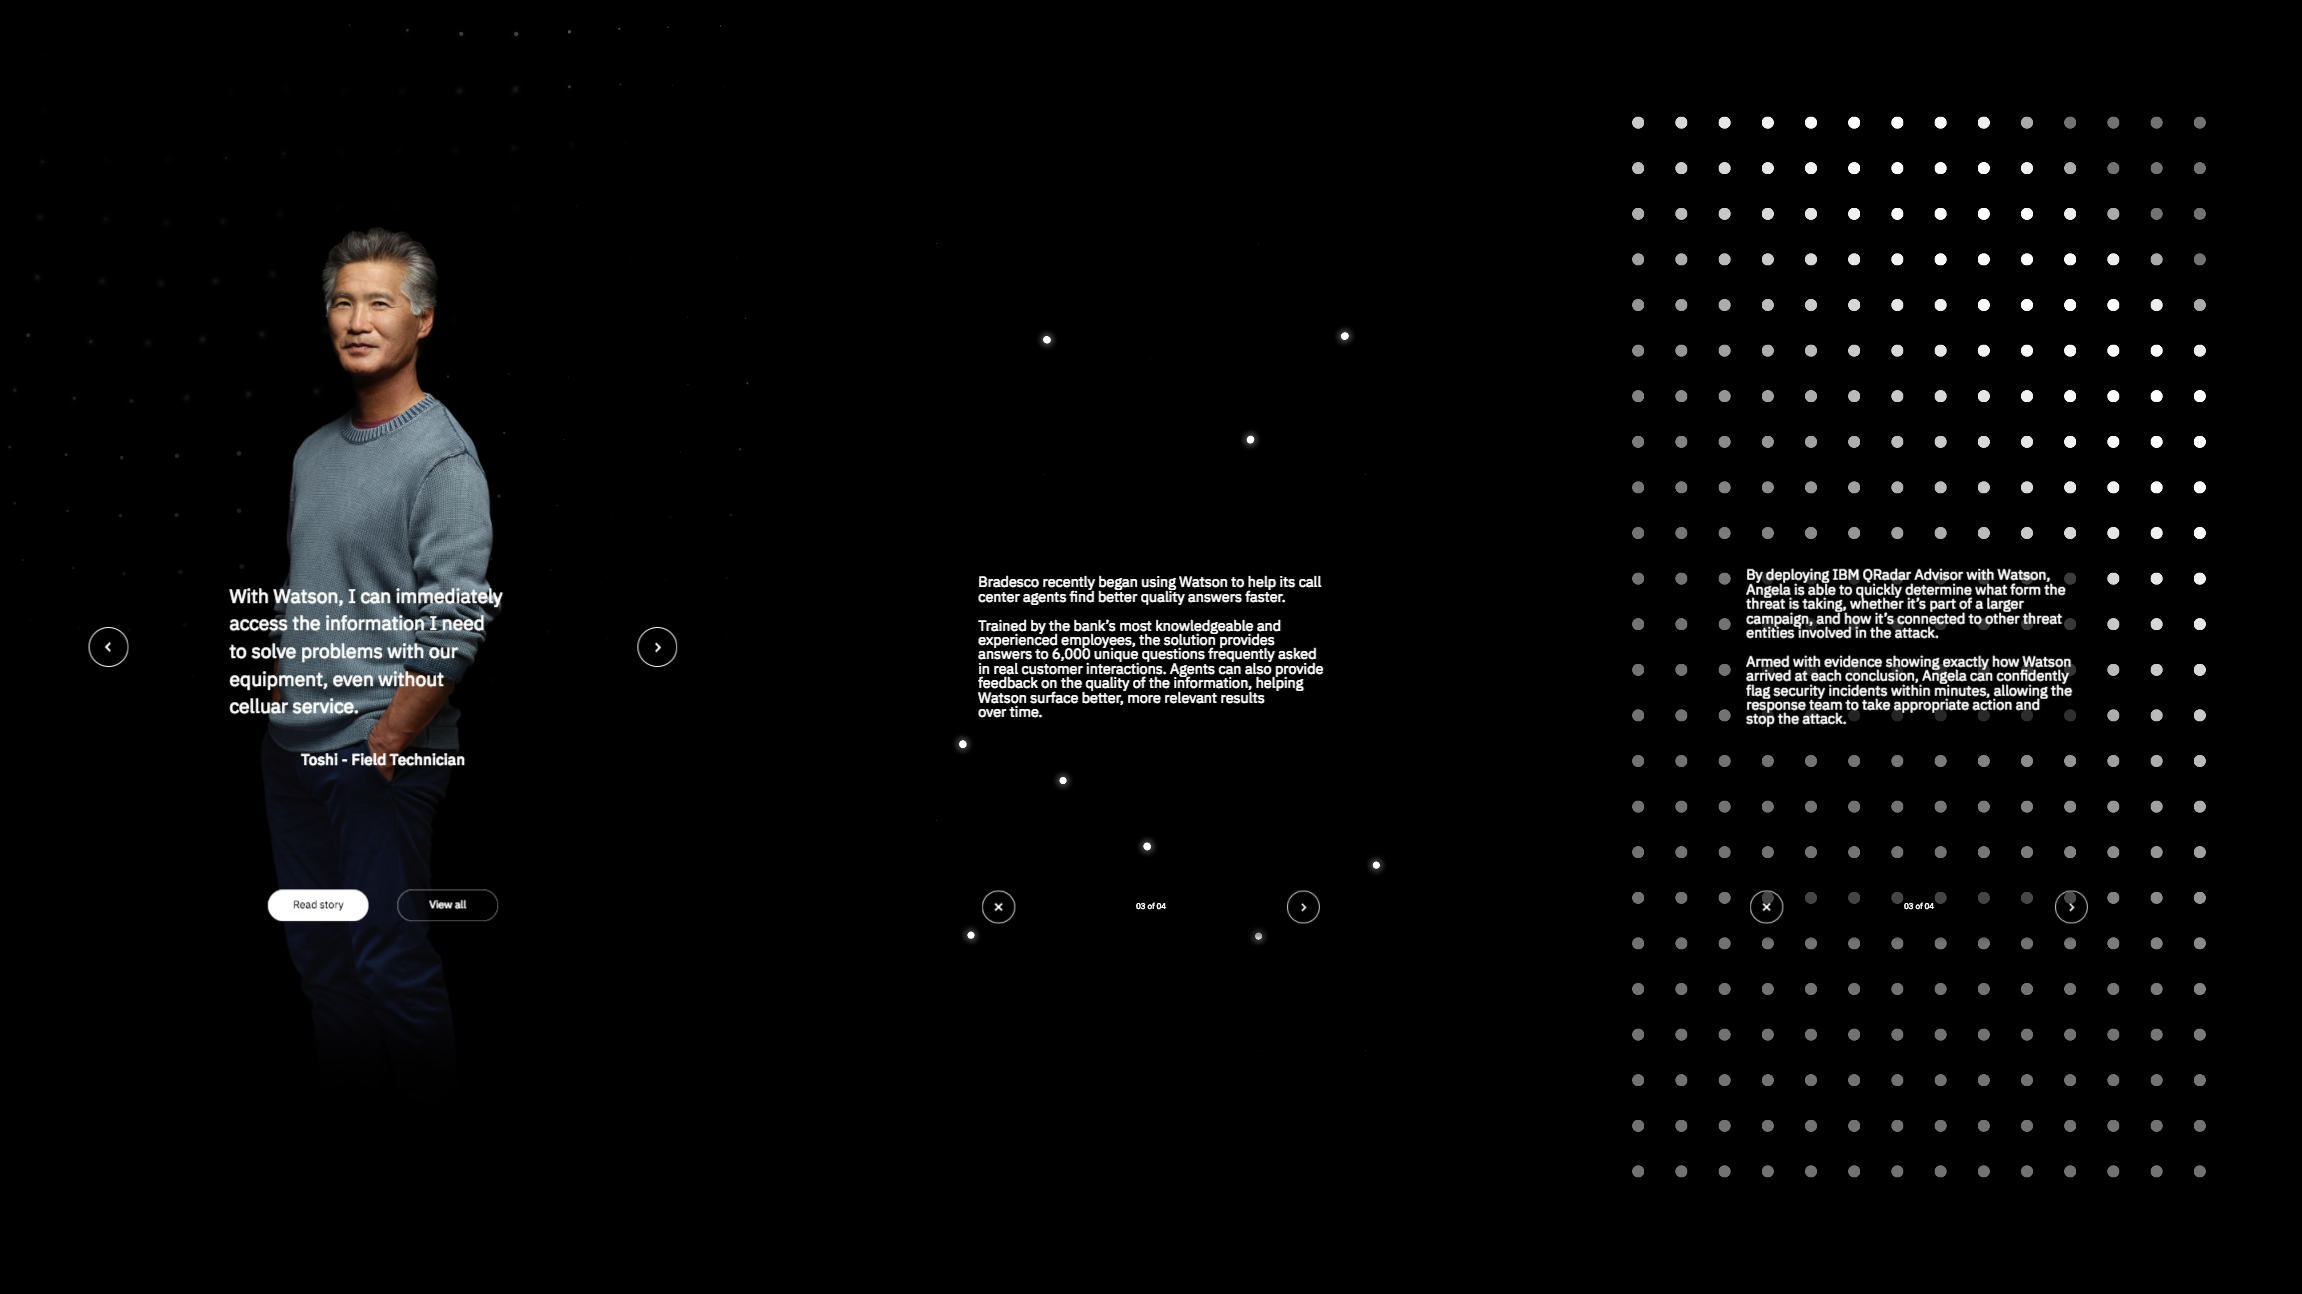 With Watson, I can immediately
access the information I need
to solve problems with our
equipment, even without
celluar service.
Toshi - Field Technician
Read story
View all
Bradesco recently began using Watson to help its call
center agents find better quality answers faster.
Trained by the bank’s most knowledgeable and
experienced employees, the solution provides
answers to 6,000 unique questions frequently asked
in real customer interactions. Agents can also provide
feedback on the quality of the information, helping
Watson surface better, more relevant results
over time.
03 of 04
By deploying IBM QRadar Advisor with Watson,
Angela is able to quickly determine what form the
threat is taking, whether it’s part of a larger
campaign, and how it’s connected to other threat
entities involved in the attack.
Armed with evidence showing exactly how Watson
arrived at each conclusion, Angela can confidently
flag security incidents within minutes, allowing the
response team to take appropriate action and
stop the attack.
03 of 04